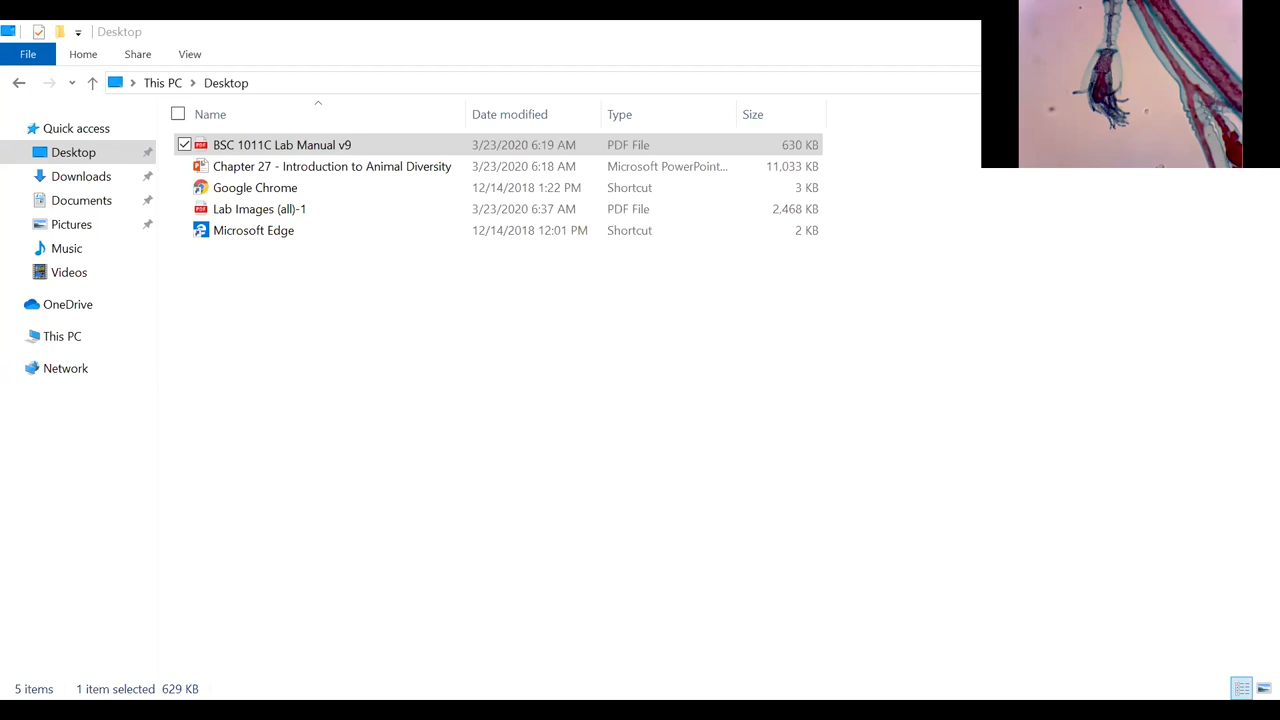 Desktop
File Home Share View
This PC Desktop
Name Date modified Type Size
Quick access
Desktop
Downloads
Documents
Pictures
Music
Videos
OneDrive
This PC
Network
BSC 1011C Lab Manual v9 3/23/2020 6:19 AM PDF File 630 KB
Chapter 27 - Introduction to Animal Diversity 3/23/2020 6:18 AM Microsoft PowerPoint... 11,033 KB
Google Chrome 12/14/2018 1:22 PM Shortcut 3 KB
Lab Images (all)-1 3/23/2020 6:37 AM PDF File 2,468 KB
Microsoft Edge 12/14/2018 12:01 PM Shortcut 2 KB
5 items 1 item selected 629 KB